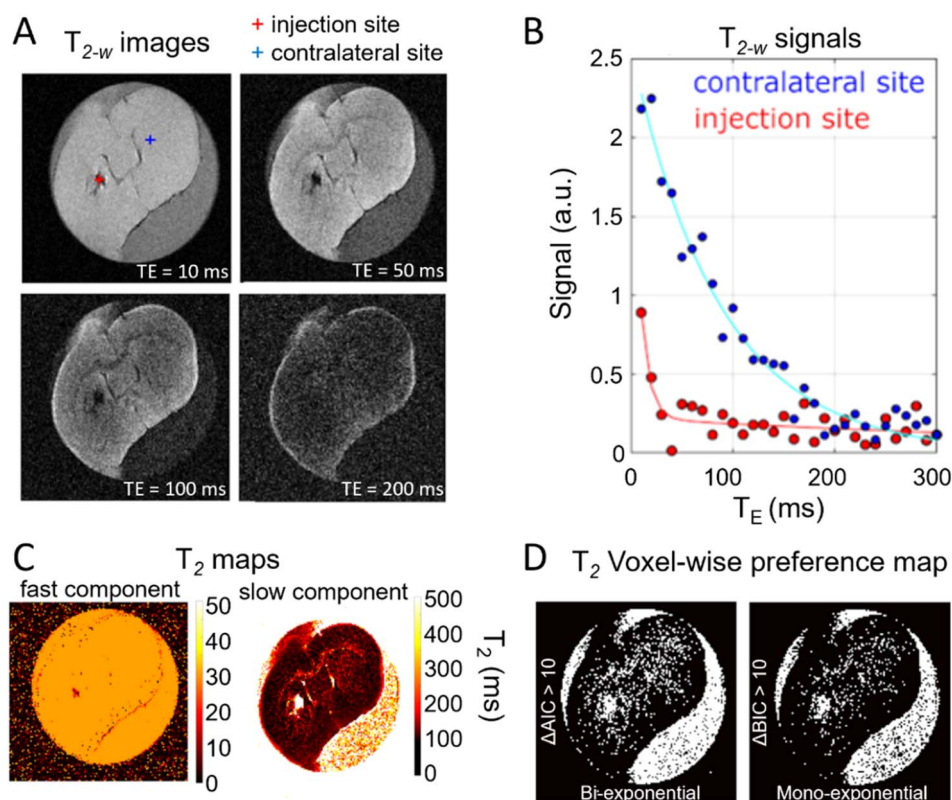 A
T2-w images
+ injection site
+ contralateral site
TE = 10 ms
TE = 50 ms
TE = 100 ms
TE = 200 ms
B
T2-w signals
contralateral site
injection site
Signal (a.u.)
2.5
2
1.5
1
0.5
0
0
100
200
300
TE (ms)
C
T2 maps
fast component
50
40
30
20
10
0
slow component
500
400
300
200
100
0
T2 (ms)
D
T2 Voxel-wise preference map
ΔAIC > 10
Bi-exponential
ΔBIC > 10
Mono-exponential